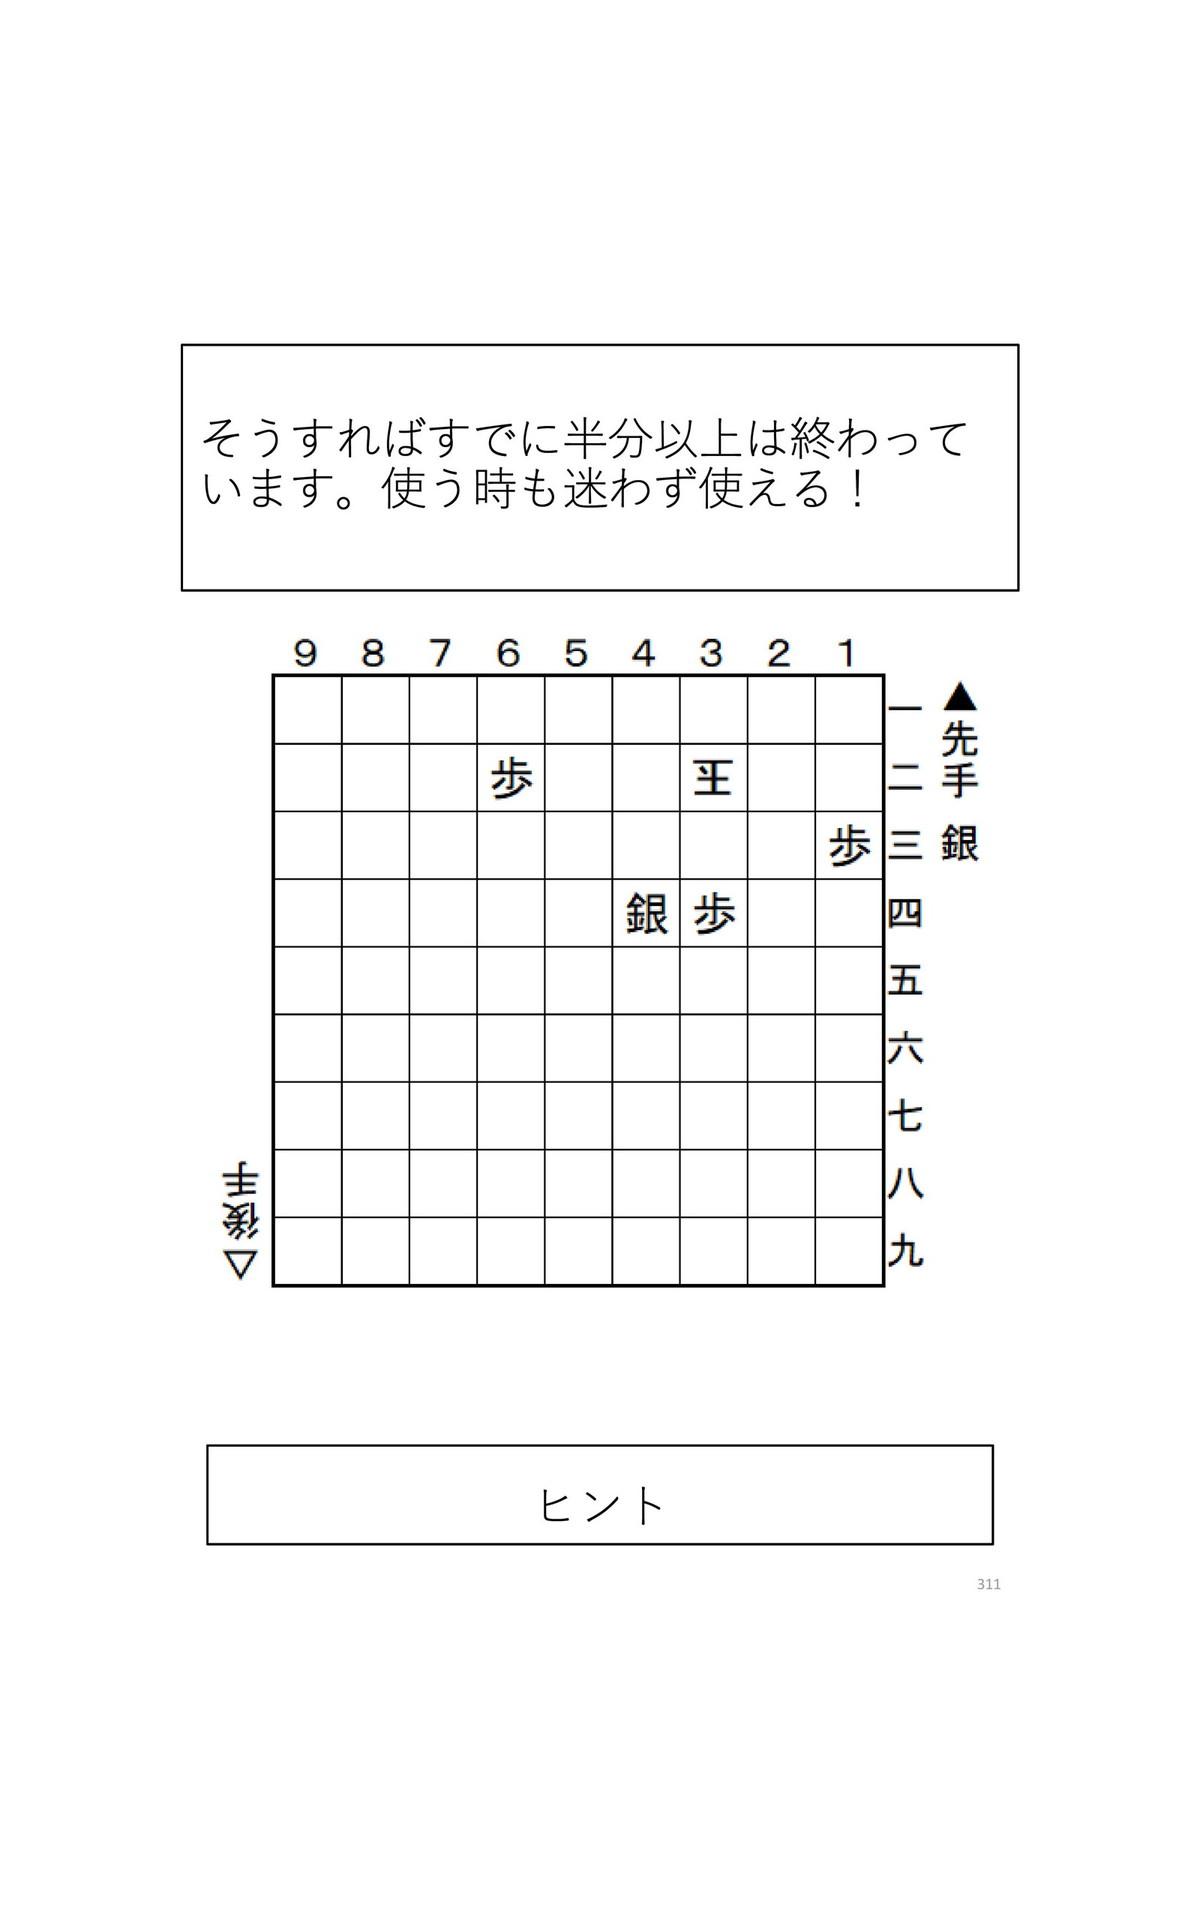 そうすればすでに半分以上は終わって
います。使う時も迷わず使える！
9 8 7 6 5 4 3 2 1
一
二
三
四
五
六
七
八
九
歩 王
歩
銀 歩
▲先手 銀
△後手
ヒント
311